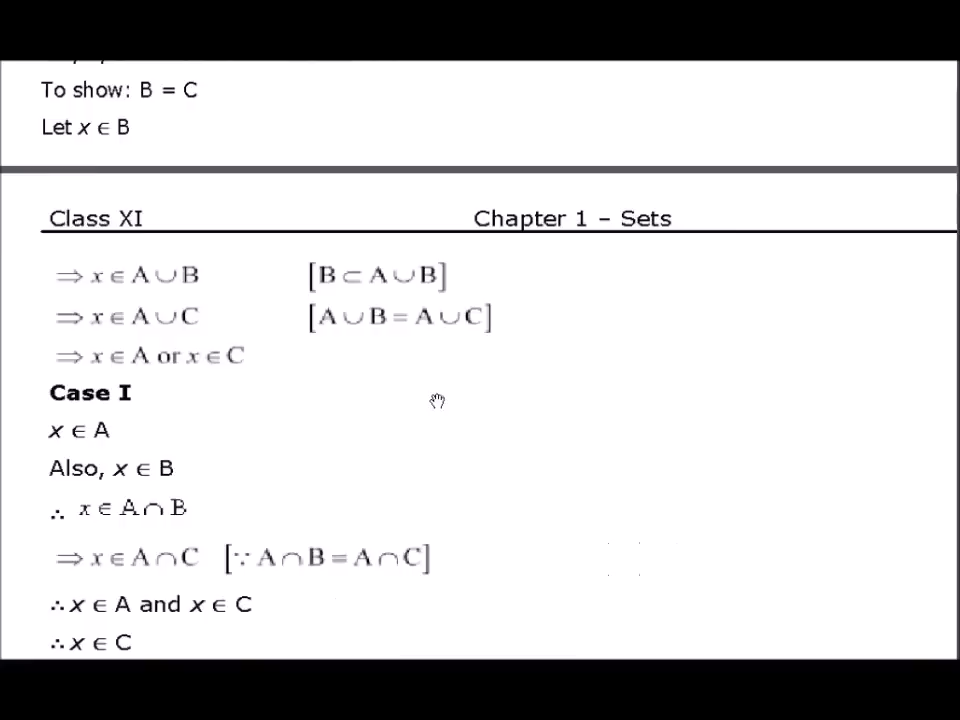 To show: B = C
Let x ∈ B
Class XI Chapter 1 – Sets
⇒ x ∈ A ∪ B [B ⊂ A ∪ B]
⇒ x ∈ A ∪ C [A ∪ B = A ∪ C]
⇒ x ∈ A or x ∈ C
Case I
x ∈ A
Also, x ∈ B
∴ x ∈ A ∩ B
⇒ x ∈ A ∩ C [∵ A ∩ B = A ∩ C]
∴ x ∈ A and x ∈ C
∴ x ∈ C